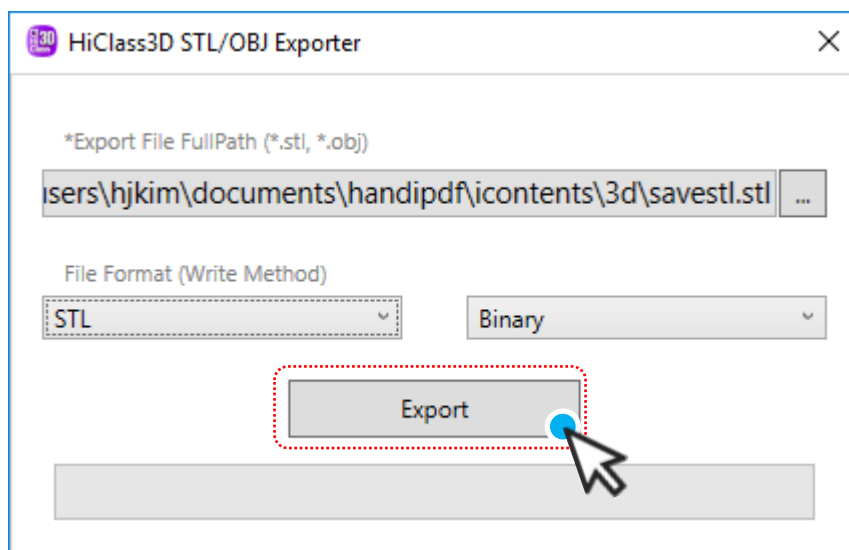 HiClass3D STL/OBJ Exporter
*Export File FullPath (*.stl, *.obj)
sers\hjkim\documents\handipdf\icontents\3d\savestl.stl ...
File Format (Write Method)
STL Binary
Export